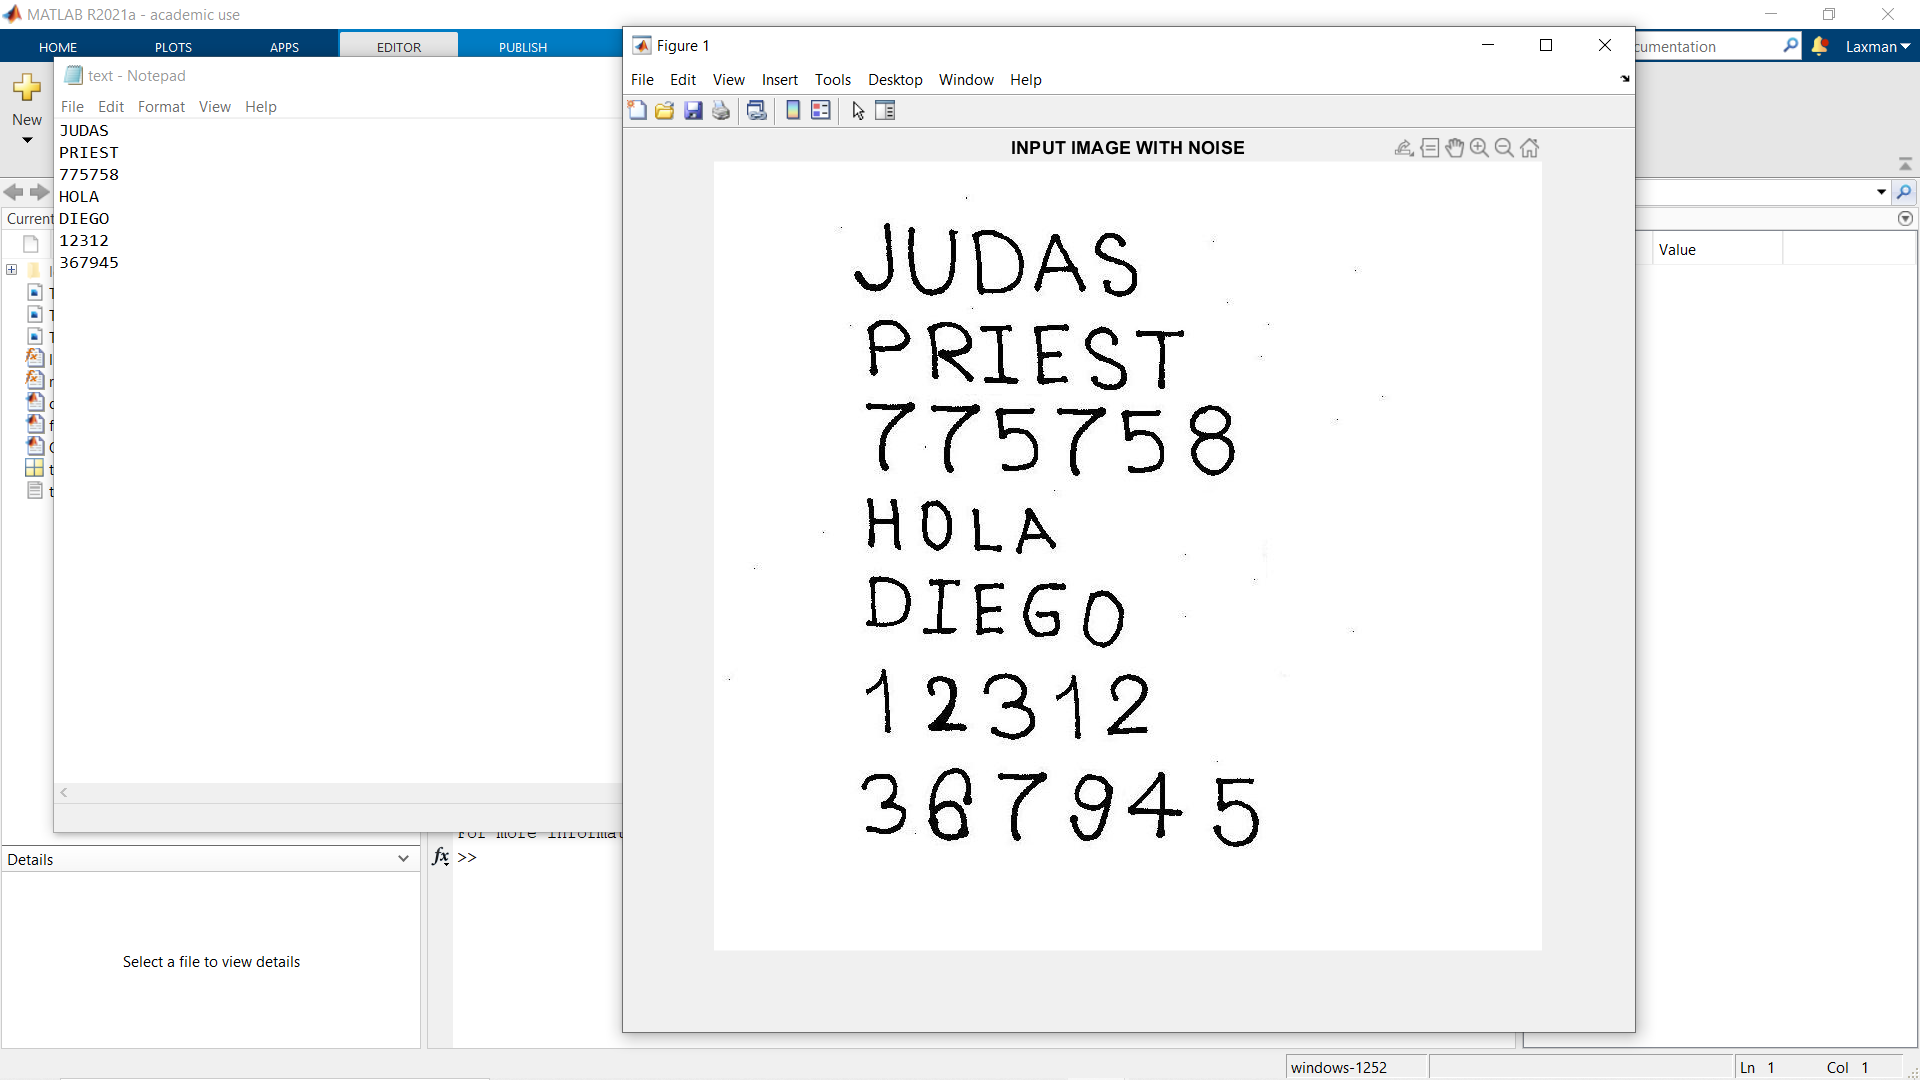 MATLAB R2021a - academic use
HOME PLOTS APPS EDITOR PUBLISH
Laxman
New
Current
text - Notepad
File Edit Format View Help
JUDAS
PRIEST
775758
HOLA
DIEGO
12312
367945
Details
Select a file to view details
fx >>
Figure 1
File Edit View Insert Tools Desktop Window Help
INPUT IMAGE WITH NOISE
JUDAS
PRIEST
775758
HOLA
DIEGO
12312
367945
Value
windows-1252
Ln 1 Col 1